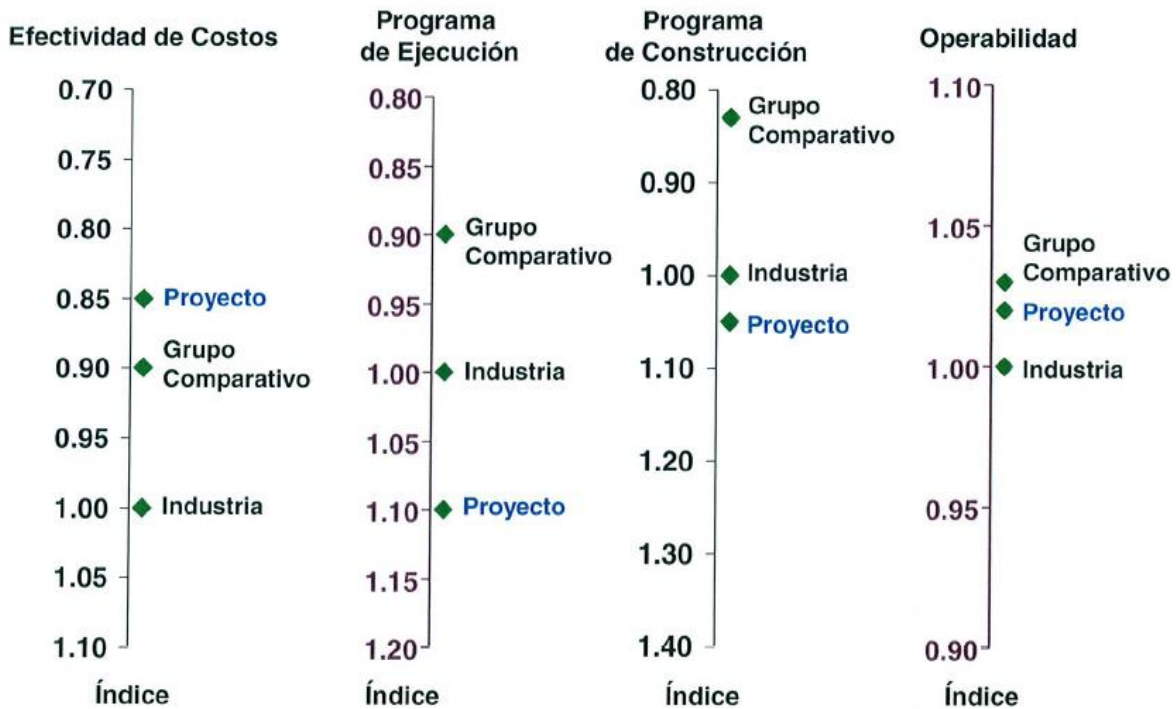 Efectividad de Costos
0.70
0.75
0.80
0.85
0.90
0.95
1.00
1.05
1.10
Proyecto
Grupo
Comparativo
Industria
Índice
Programa
de Ejecución
0.80
0.85
0.90
0.95
1.00
1.05
1.10
1.15
1.20
Grupo
Comparativo
Industria
Proyecto
Índice
Programa
de Construcción
0.80
0.90
1.00
1.10
1.20
1.30
1.40
Grupo
Comparativo
Industria
Proyecto
Índice
Operabilidad
1.10
1.05
1.00
0.95
0.90
Grupo
Comparativo
Proyecto
Industria
Índice